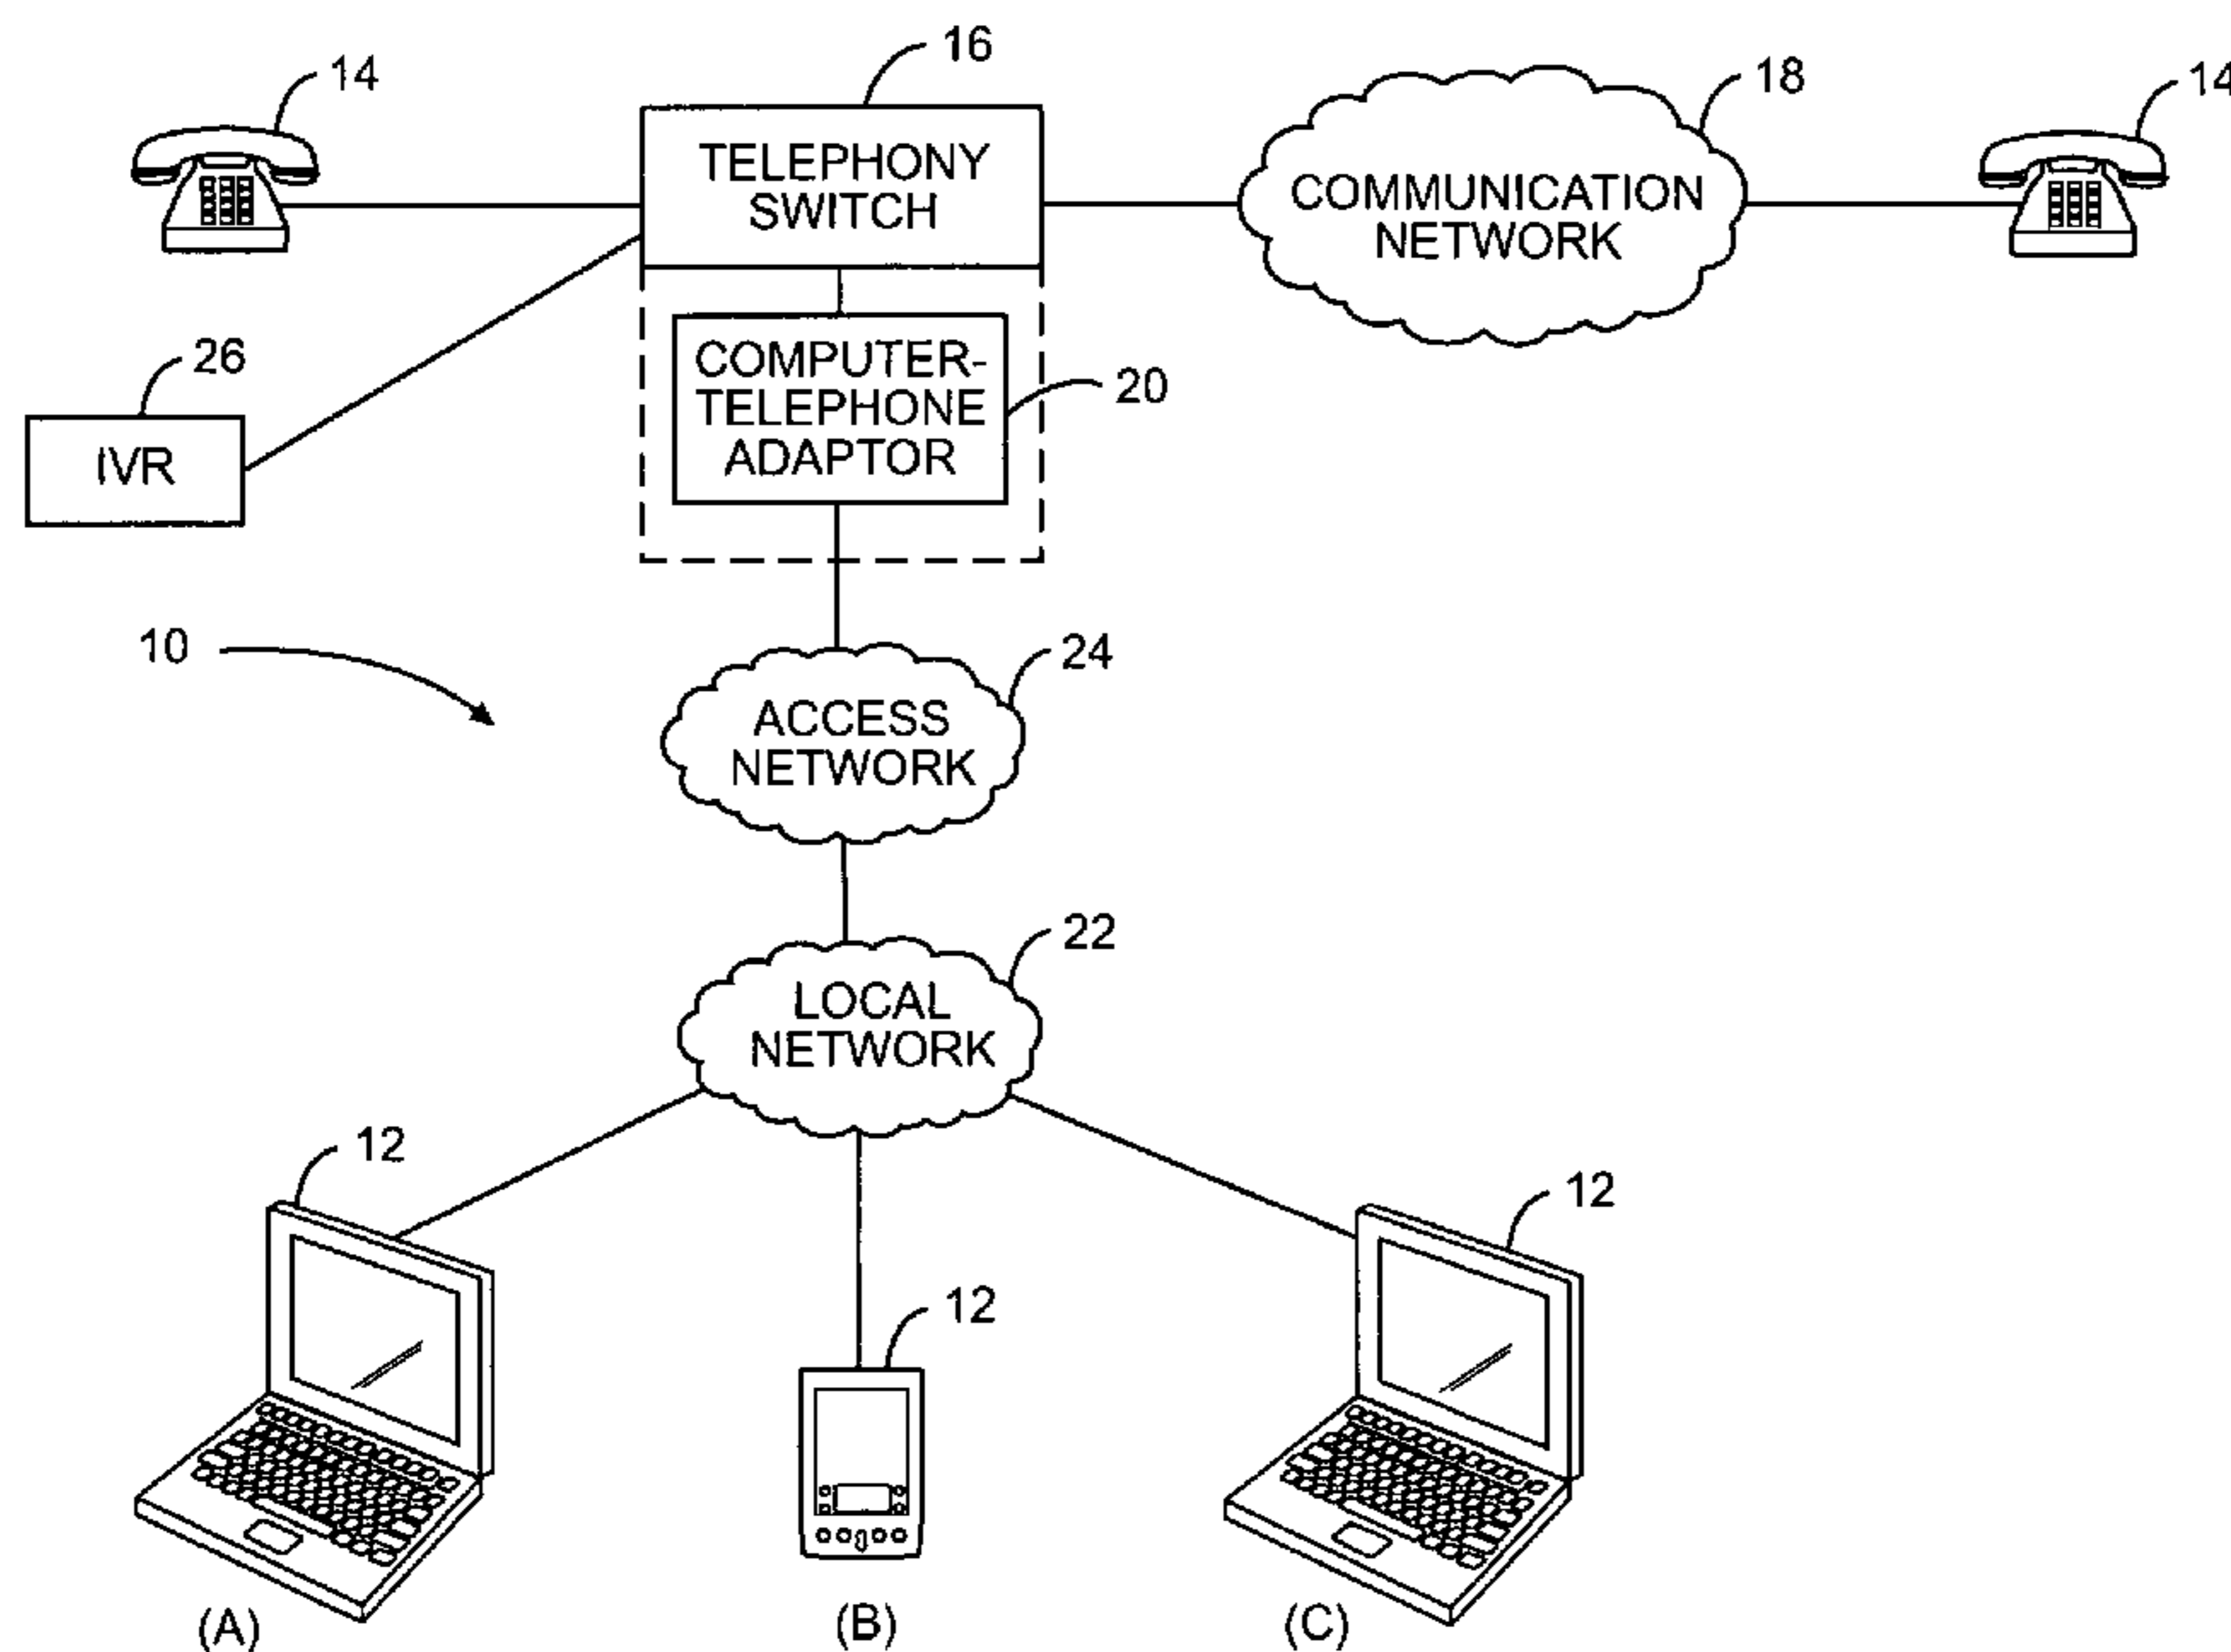 16
18
14
14
TELEPHONY
SWITCH
COMMUNICATION
NETWORK
26
COMPUTER-
TELEPHONE
ADAPTOR
20
IVR
10
24
ACCESS
NETWORK
22
LOCAL
NETWORK
12
12
12
(A)
(B)
(C)